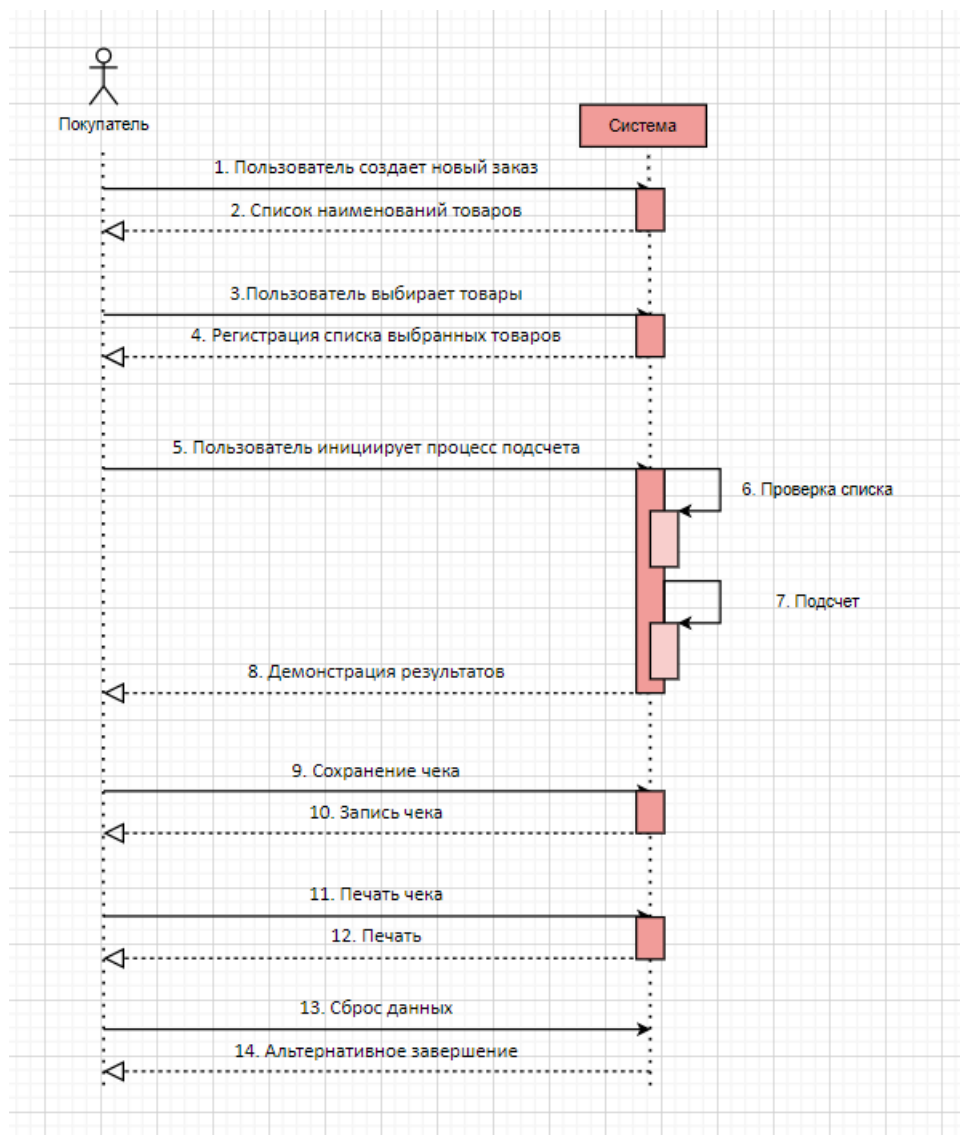 Покупатель
Система
1. Пользователь создает новый заказ
2. Список наименований товаров
3.Пользователь выбирает товары
4. Регистрация списка выбранных товаров
5. Пользователь инициирует процесс подсчета
6. Проверка списка
7. Подсчет
8. Демонстрация результатов
9. Сохранение чека
10. Запись чека
11. Печать чека
12. Печать
13. Сброс данных
14. Альтернативное завершение